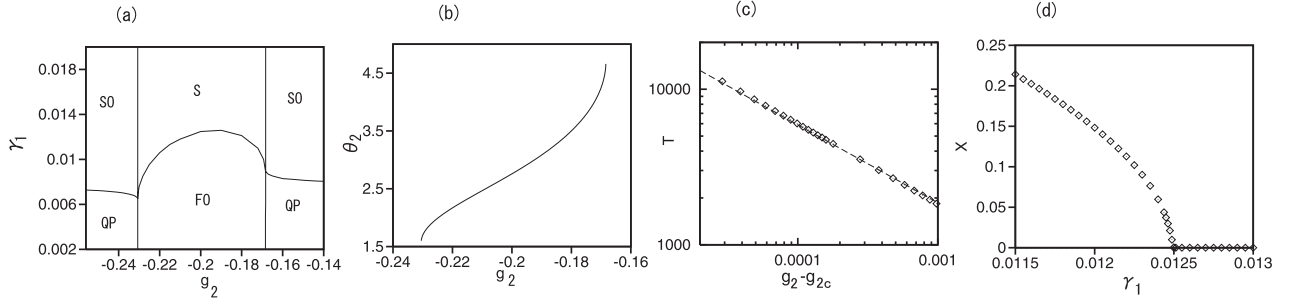 (a)
γ₁
0.018
0.014
0.01
0.006
0.002
SO
S
SO
QP
FO
QP
-0.24
-0.22
-0.2
-0.18
-0.16
-0.14
g₂
(b)
θ₂
4.5
3.5
2.5
1.5
-0.24
-0.22
-0.2
-0.18
-0.16
g₂
(c)
T
10000
1000
0.0001
0.001
g₂-g₂c
(d)
X
0.25
0.2
0.15
0.1
0.05
0
0.0115
0.012
0.0125
0.013
γ₁